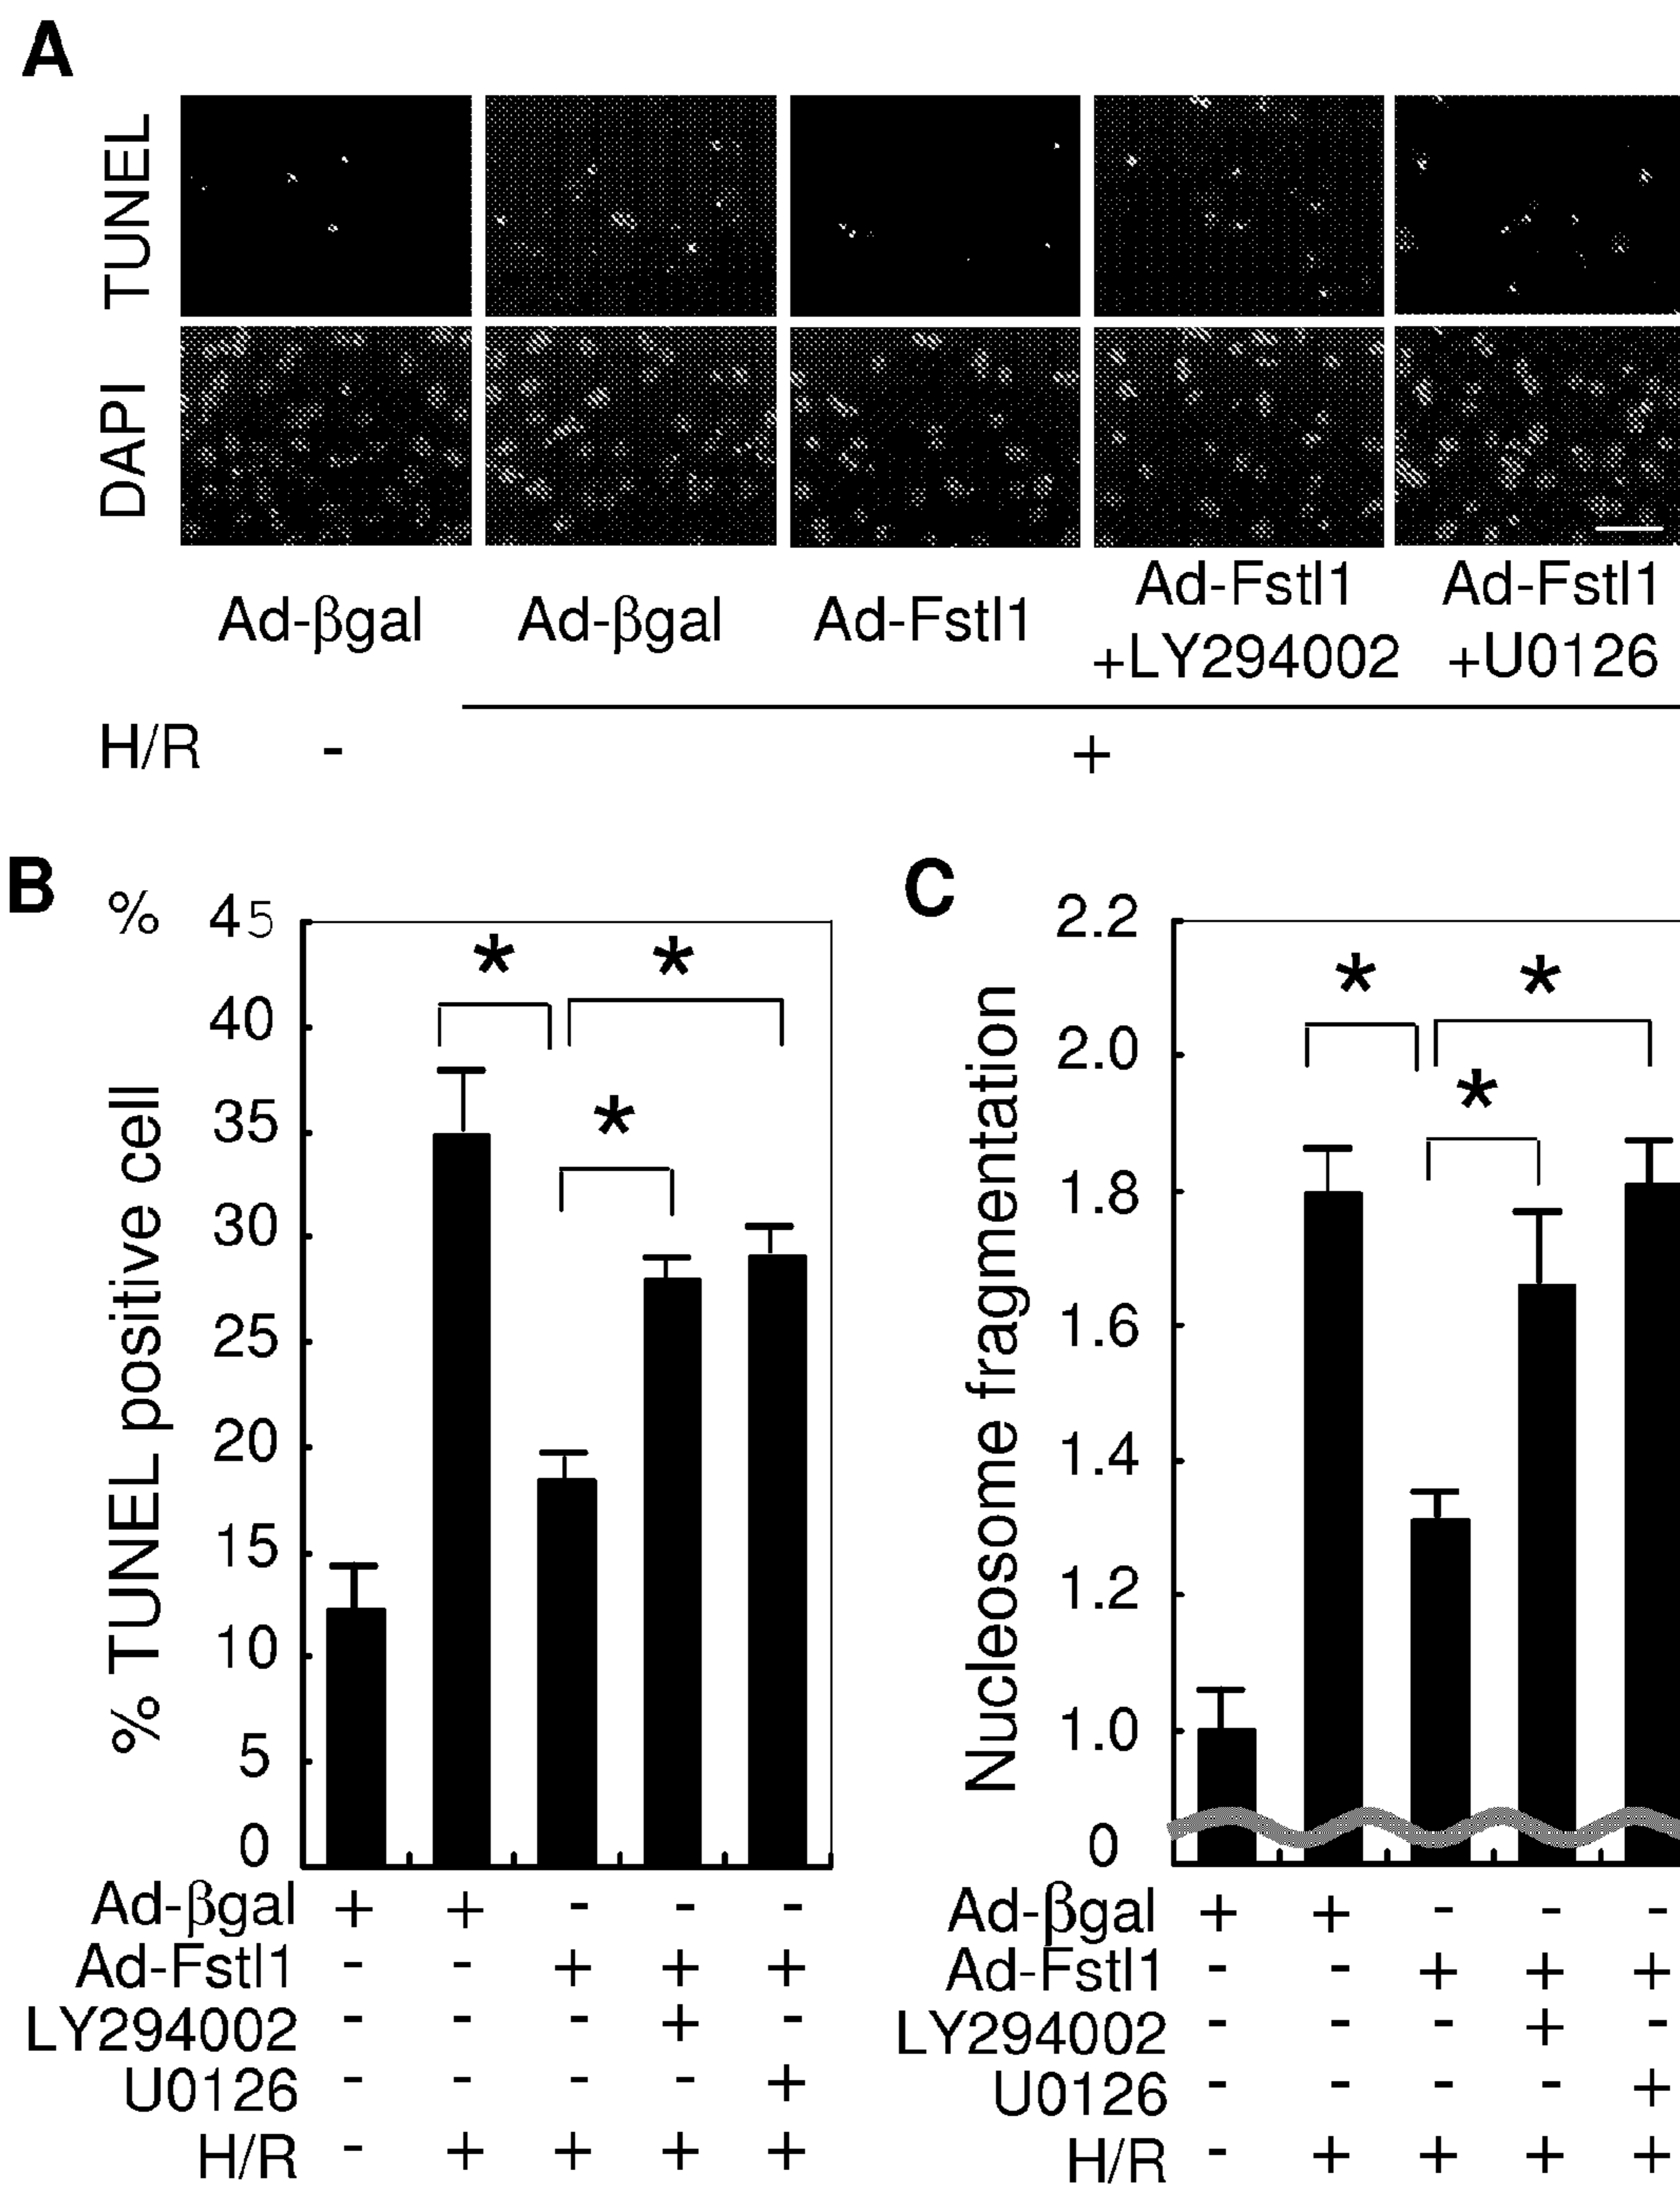 A
TUNEL
DAPI
Ad-βgal Ad-βgal Ad-Fstl1 Ad-Fstl1 +LY294002 Ad-Fstl1 +U0126
H/R - +
B
%
% TUNEL positive cell
45
40
35
30
25
20
15
10
5
0
* *
*
Ad-βgal + + - - -
Ad-Fstl1 - - + + +
LY294002 - - - + -
U0126 - - - - +
H/R - + + + +
C
Nucleosome fragmentation
2.2
2.0
1.8
1.6
1.4
1.2
1.0
0
* *
*
Ad-βgal + + - - -
Ad-Fstl1 - - + + +
LY294002 - - - + -
U0126 - - - - +
H/R - + + + +